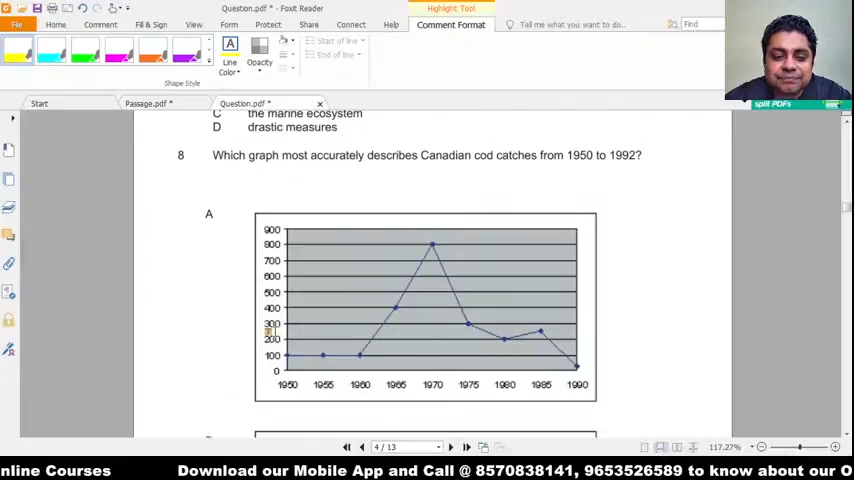 Question.pdf * - Foxit Reader
Highlight Tool
File Home Comment Fill & Sign View Form Protect Share Connect Help Comment Format Tell me what you want to do... Find
Line Color
Opacity
Start of line
End of line
Shape Style
split PDFs
Start Passage.pdf * Question.pdf *
C the marine ecosystem
D drastic measures
8 Which graph most accurately describes Canadian cod catches from 1950 to 1992?
A
900
800
700
600
500
400
300
100
0
1950 1955 1960 1965 1970 1975 1980 1985 1990
4 / 13
117.27%
nline Courses Download our Mobile App and Call @ 8570838141, 9653526589 to know about our O